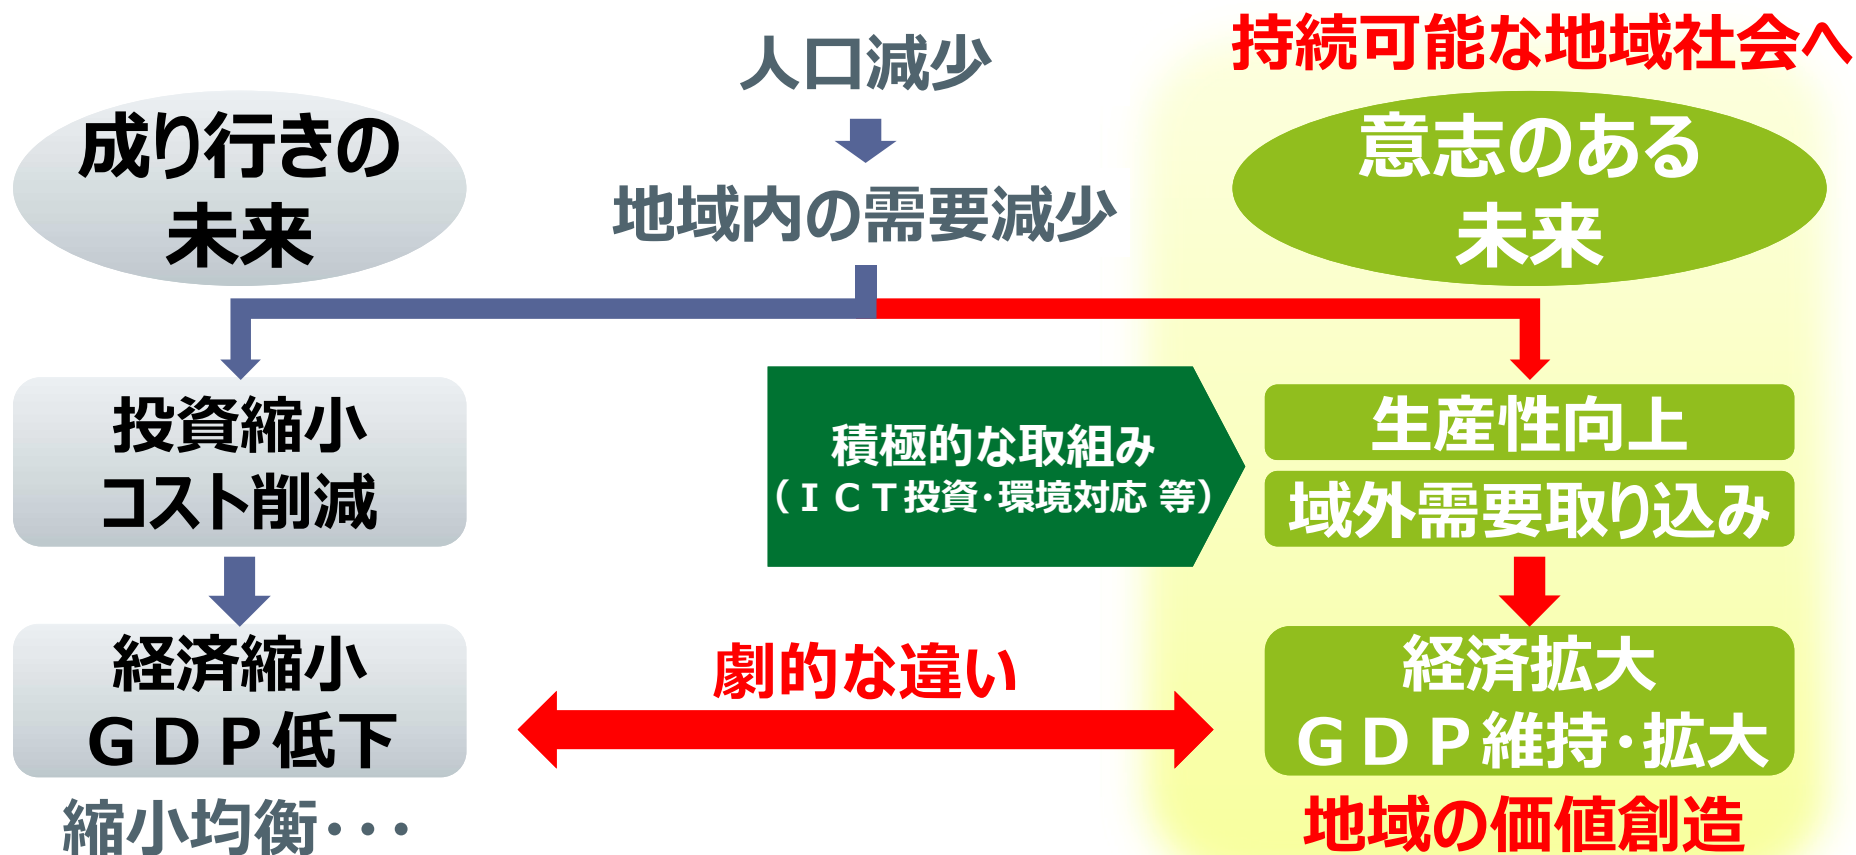 持続可能な地域社会へ
人口減少
成り行きの
未来
意志のある
未来
地域内の需要減少
投資縮小
コスト削減
積極的な取組み
（ＩＣＴ投資･環境対応 等）
生産性向上
域外需要取り込み
経済縮小
ＧＤＰ低下
劇的な違い
経済拡大
ＧＤＰ維持･拡大
縮小均衡･･･
地域の価値創造